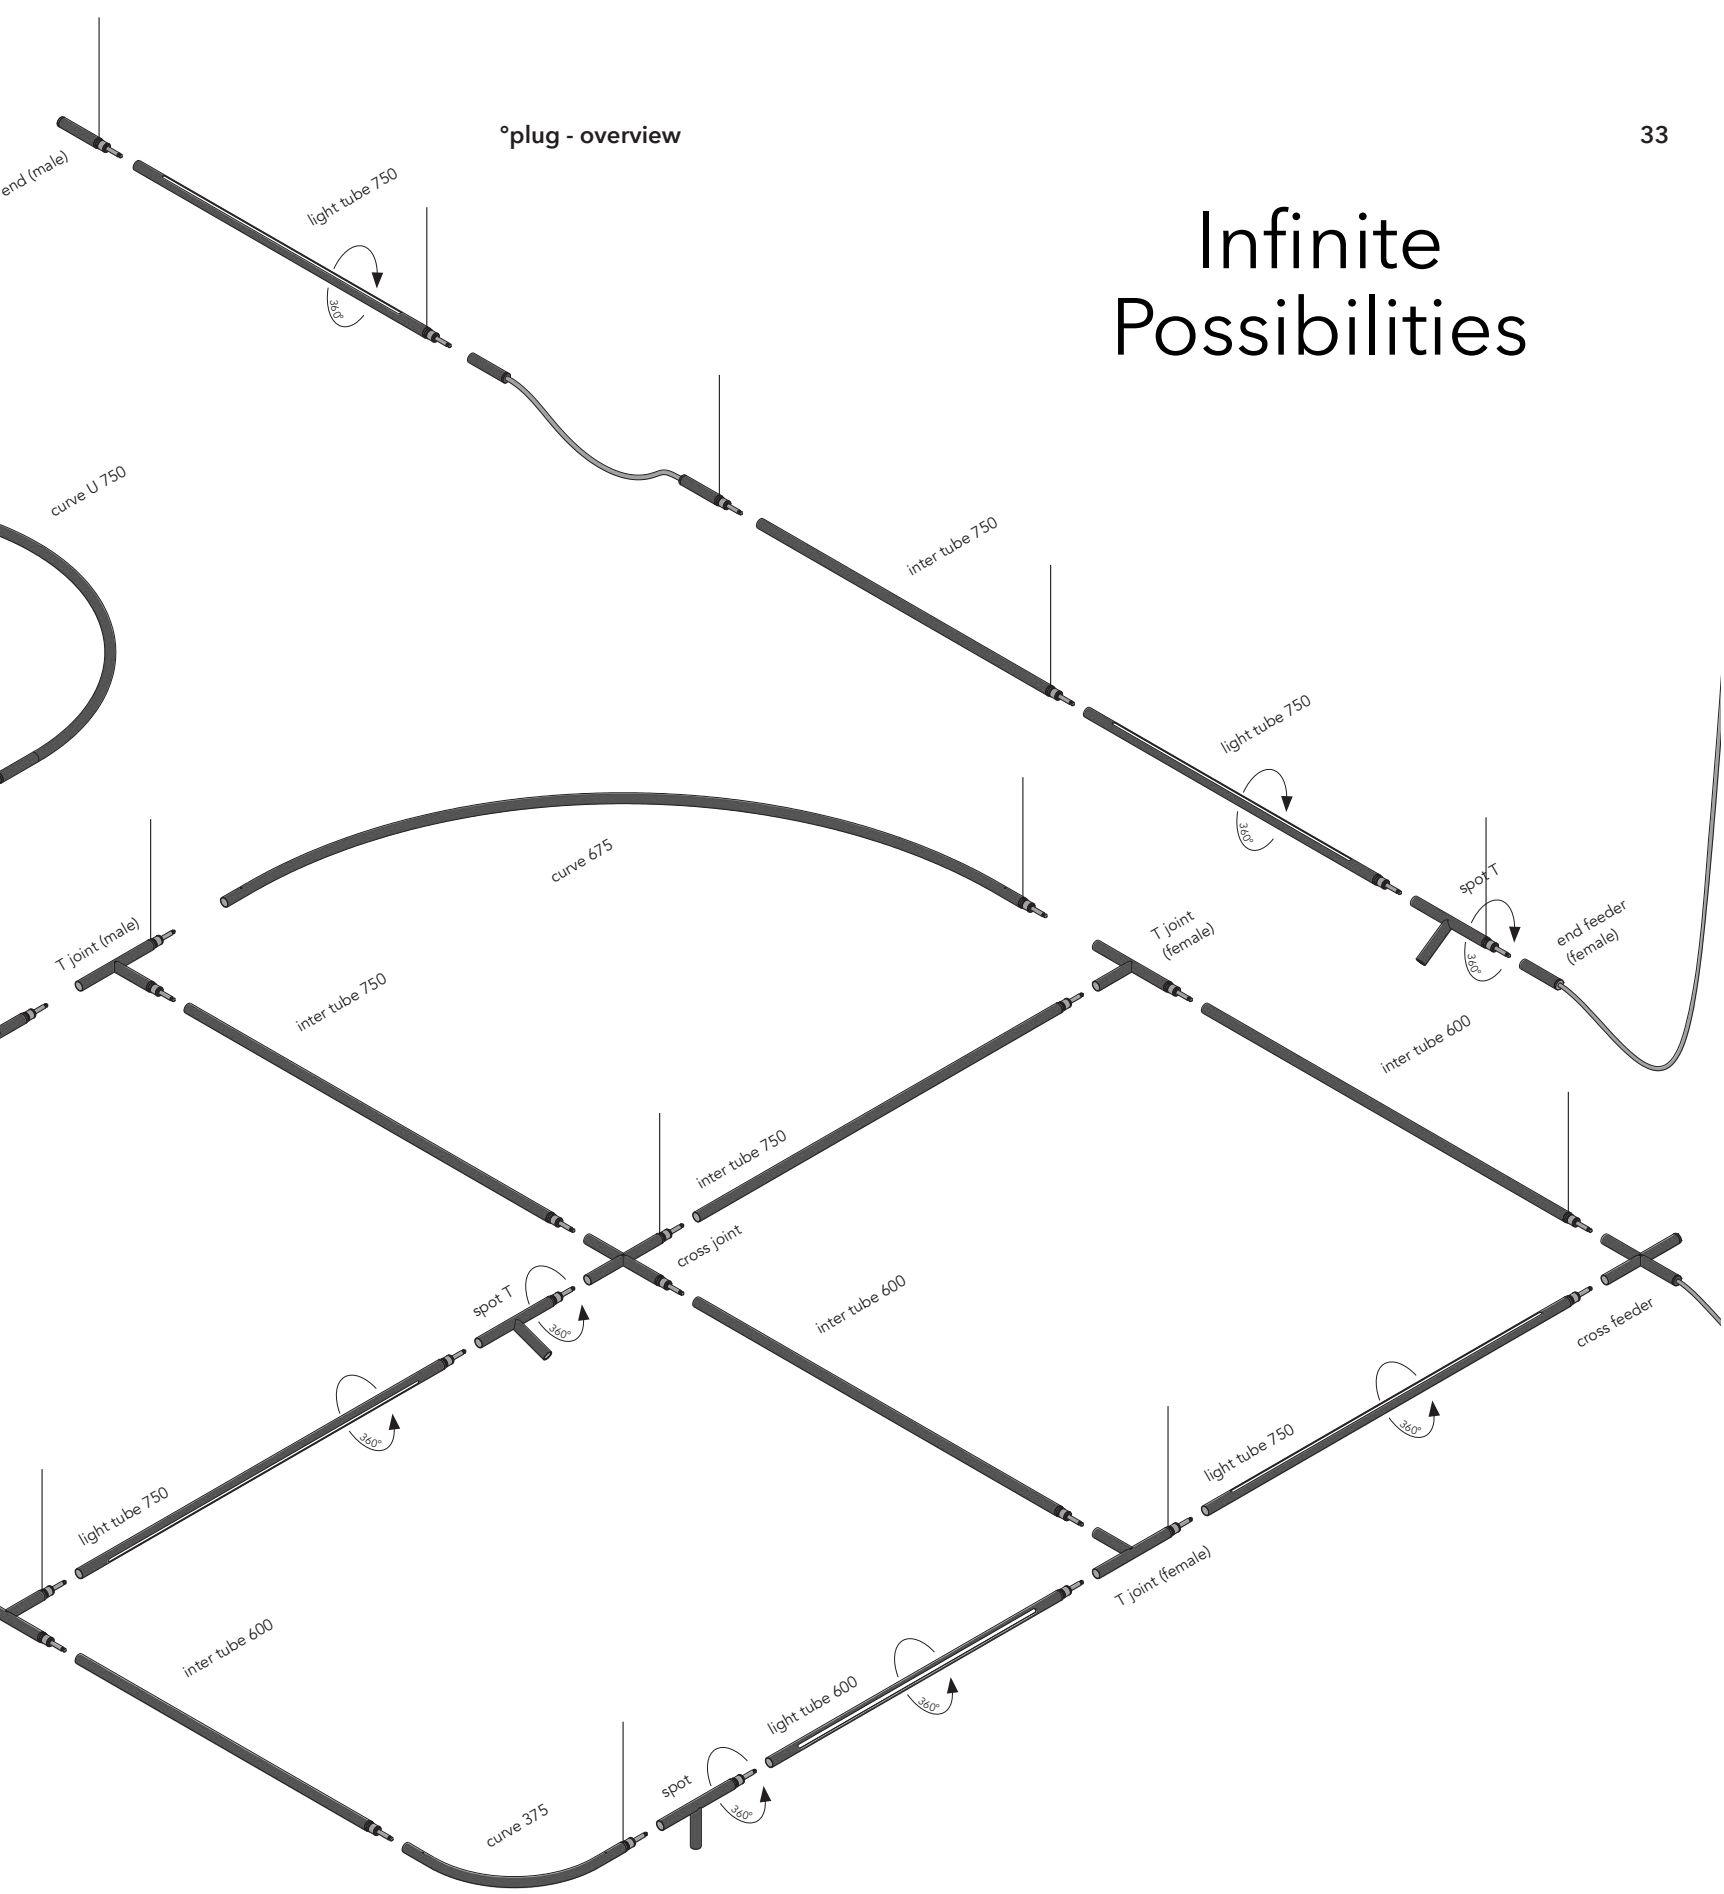 °plug - overview
33
Infinite
Possibilities
end (male)
light tube 750
360°
curve U 750
inter tube 750
light tube 750
360°
curve 675
spot T
360°
end feeder
(female)
T joint (male)
T joint
(female)
inter tube 750
inter tube 600
inter tube 750
cross joint
spot T
360°
inter tube 600
cross feeder
360°
light tube 750
360°
light tube 750
T joint (female)
inter tube 600
light tube 600
360°
spot
360°
curve 375